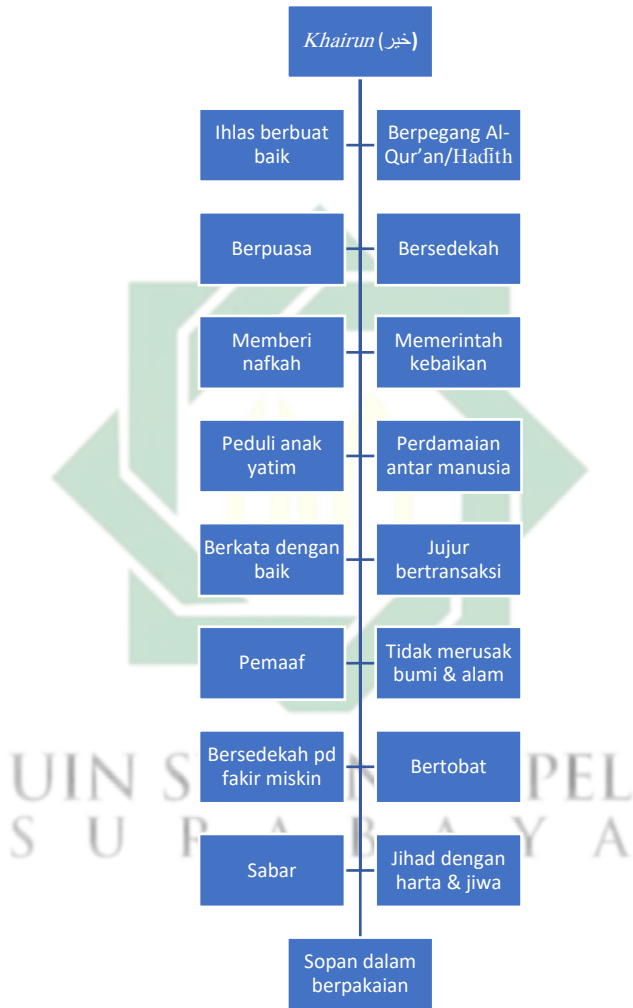 Khairun (خير)
Ihlas berbuat
baik
Berpegang Al-
Qur’an/Hadīth
Berpuasa
Bersedekah
Memberi
nafkah
Memerintah
kebaikan
Peduli anak
yatim
Perdamaian
antar manusia
Berkata dengan
baik
Jujur
bertransaksi
Pemaaf
Tidak merusak
bumi & alam
Bersedekah pd
fakir miskin
Bertobat
Sabar
Jihad dengan
harta & jiwa
Sopan dalam
berpakaian
UIN S N PEL
S U R A B A Y A